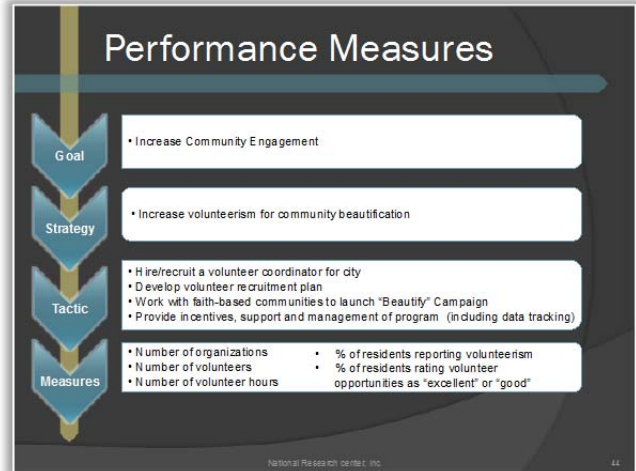 Performance Measures
Goal
• Increase Community Engagement
Strategy
• Increase volunteerism for community beautification
Tactic
• Hire/recruit a volunteer coordinator for city
• Develop volunteer recruitment plan
• Work with faith-based communities to launch “Beautify” Campaign
• Provide incentives, support and management of program (including data tracking)
Measures
• Number of organizations
• Number of volunteers
• Number of volunteer hours
• % of residents reporting volunteerism
• % of residents rating volunteer
opportunities as “excellent” or “good”
National Research center, inc.
44